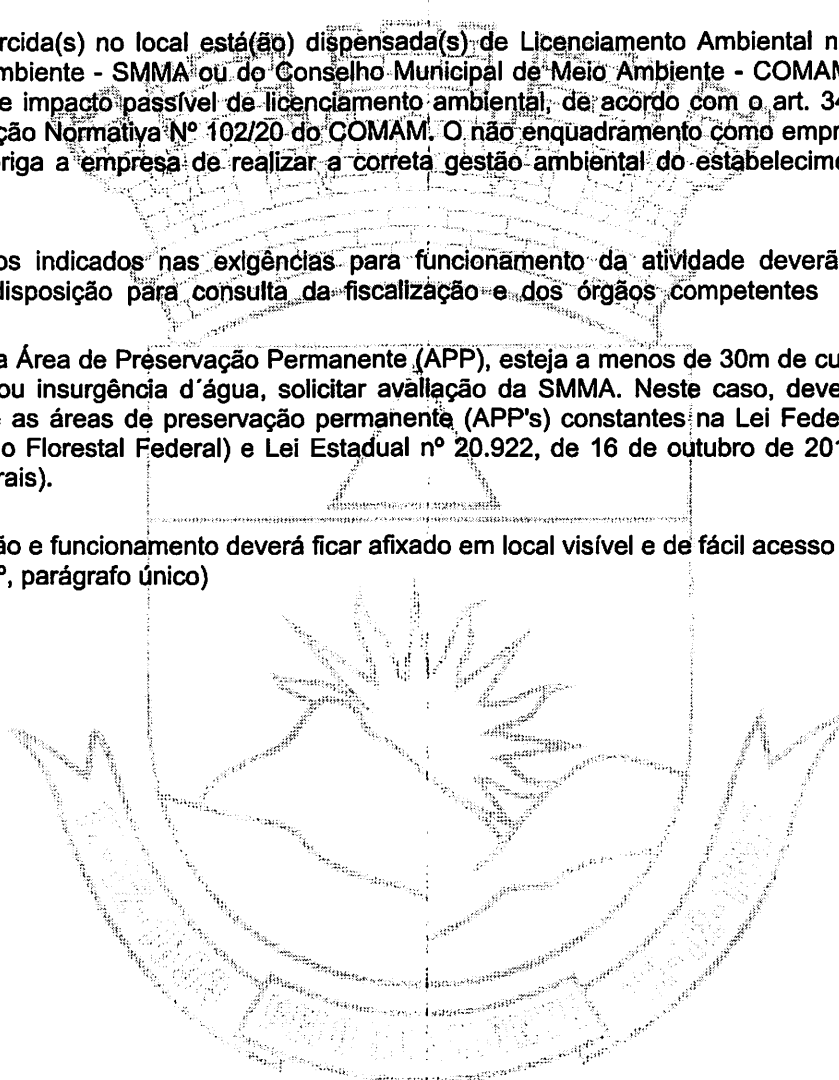 rcida(s) no local está(ão) dispensada(s) de Licenciamento Ambiental n
mbiente - SMMA ou do Conselho Municipal de Meio Ambiente - COMAM
e impacto passível de licenciamento ambiental, de acordo com o art. 34
ção Normativa Nº 102/20 do COMAM. O não enquadramento como empr
riga a empresa de realizar a correta gestão ambiental do estabelecime
os indicados nas exigências para funcionamento da atividade deverã
disposição para consulta da fiscalização e dos órgãos competentes
a Área de Preservação Permanente (APP), esteja a menos de 30m de cu
ou insurgência d´água, solicitar avaliação da SMMA. Neste caso, deve
as áreas de preservação permanente (APP's) constantes na Lei Fede
o Florestal Federal) e Lei Estadual nº 20.922, de 16 de outubro de 201
rais).
ão e funcionamento deverá ficar afixado em local visível e de fácil acesso
º, parágrafo único)